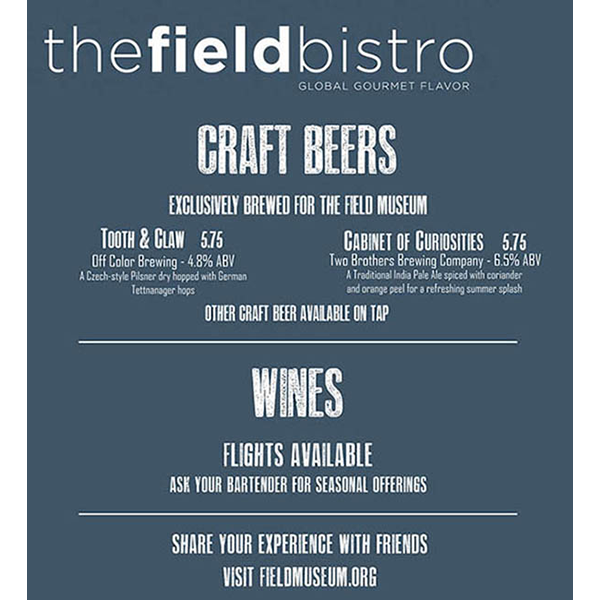 thefieldbistro
GLOBAL GOURMET FLAVOR
CRAFT BEERS
EXCLUSIVELY BREWED FOR THE FIELD MUSEUM
TOOTH & CLAW 5.75
Off Color Brewing - 4.8% ABV
A Czech-style Pilsner dry hopped with German
Tettnanager hops
CABINET OF CURIOSITIES 5.75
Two Brothers Brewing Company - 6.5% ABV
A Traditional India Pale Ale spiced with coriander
and orange peel for a refreshing summer splash
OTHER CRAFT BEER AVAILABLE ON TAP
WINES
FLIGHTS AVAILABLE
ASK YOUR BARTENDER FOR SEASONAL OFFERINGS
SHARE YOUR EXPERIENCE WITH FRIENDS
VISIT FIELDMUSEUM.ORG